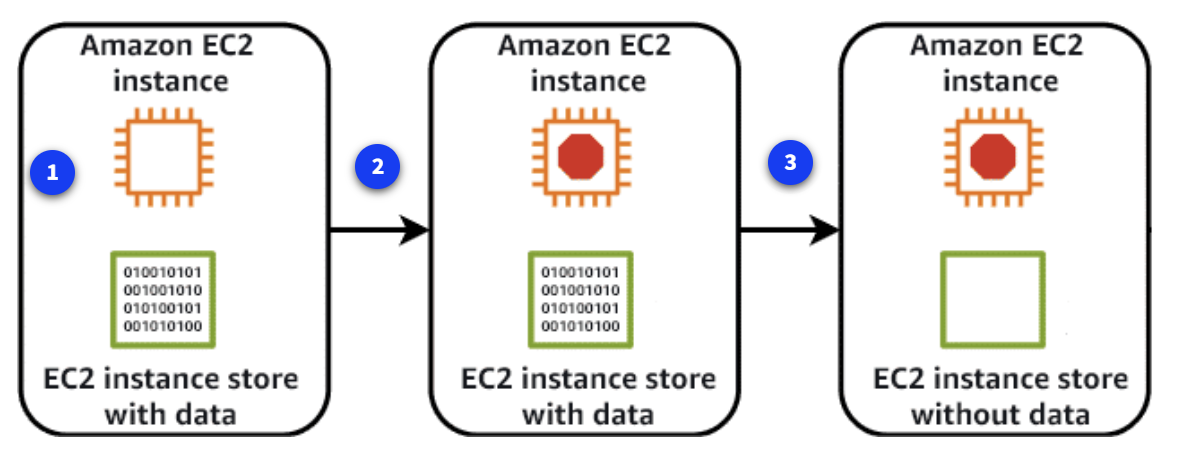 Amazon EC2
instance
1
010010101
001001010
010100101
001010100
EC2 instance store
with data
2
Amazon EC2
instance
010010101
001001010
010100101
001010100
EC2 instance store
with data
3
Amazon EC2
instance
EC2 instance store
without data